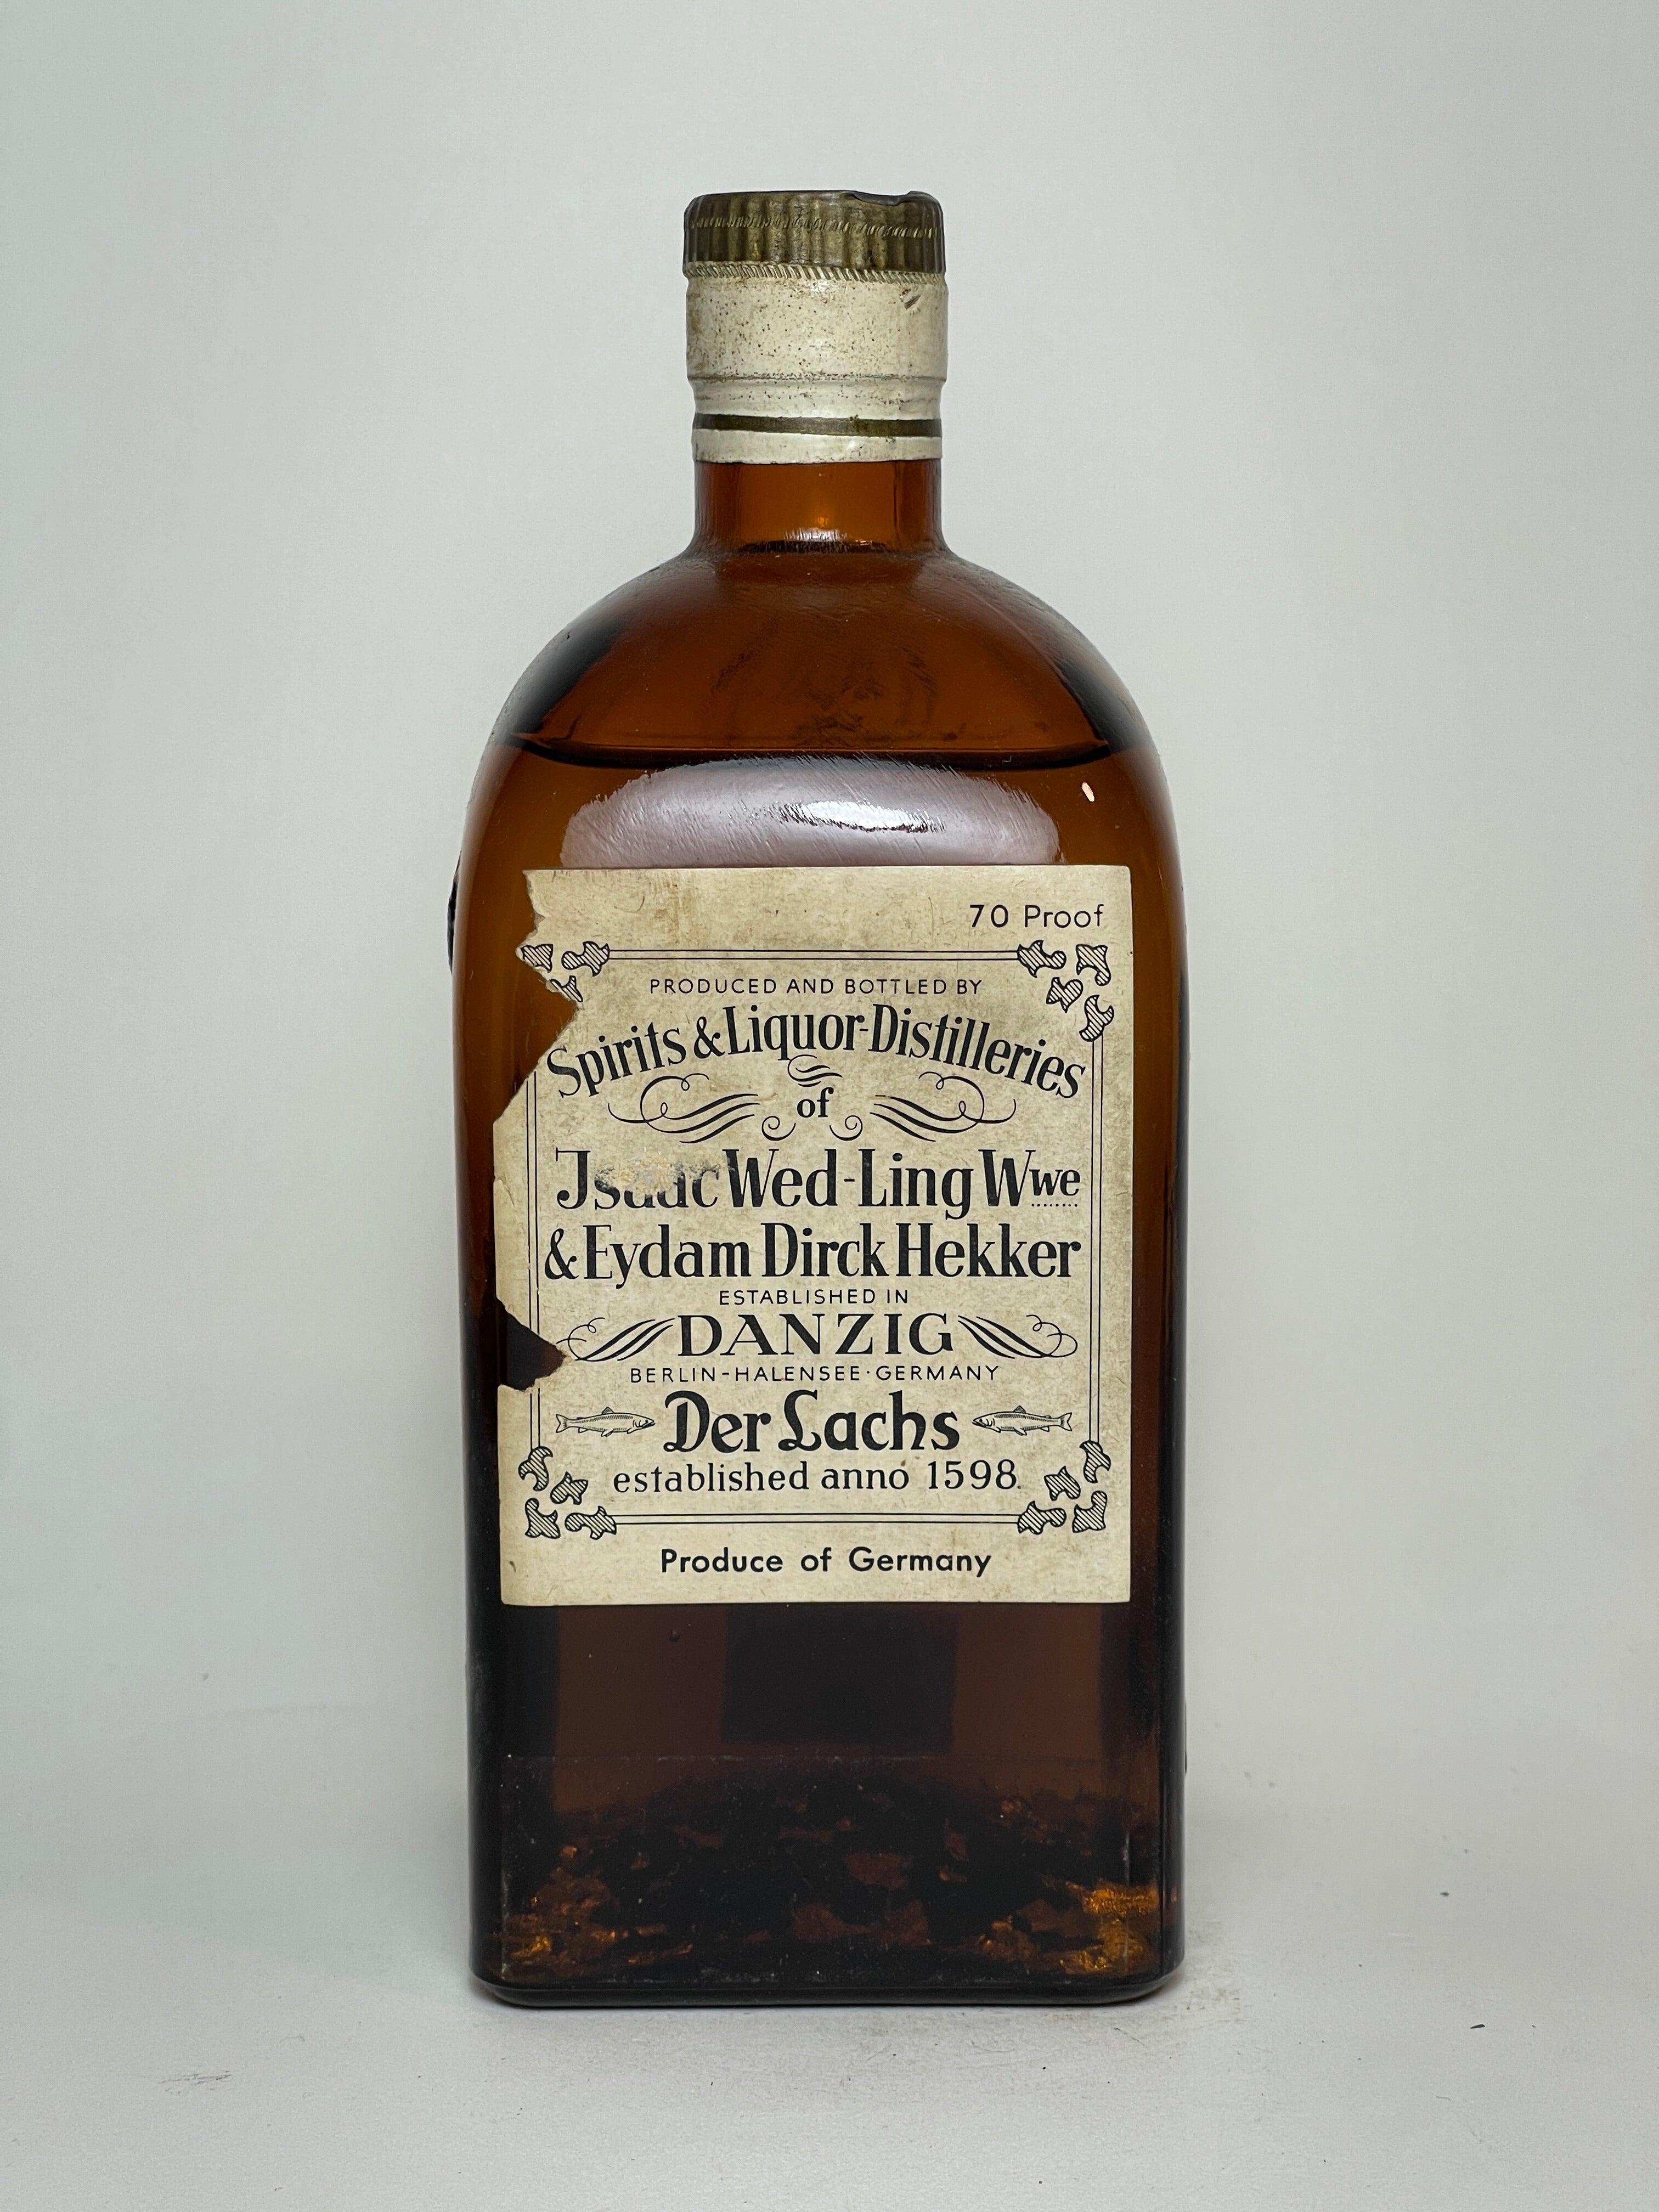 70 Proof
PRODUCED AND BOTTLED BY
Spirits & Liquor-Distilleries
of
Jsaac Wed-Ling Wwe
& Eydam Dirck Hekker
ESTABLISHED IN
DANZIG
BERLIN-HALENSEE·GERMANY
Der Lachs
established anno 1598.
Produce of Germany